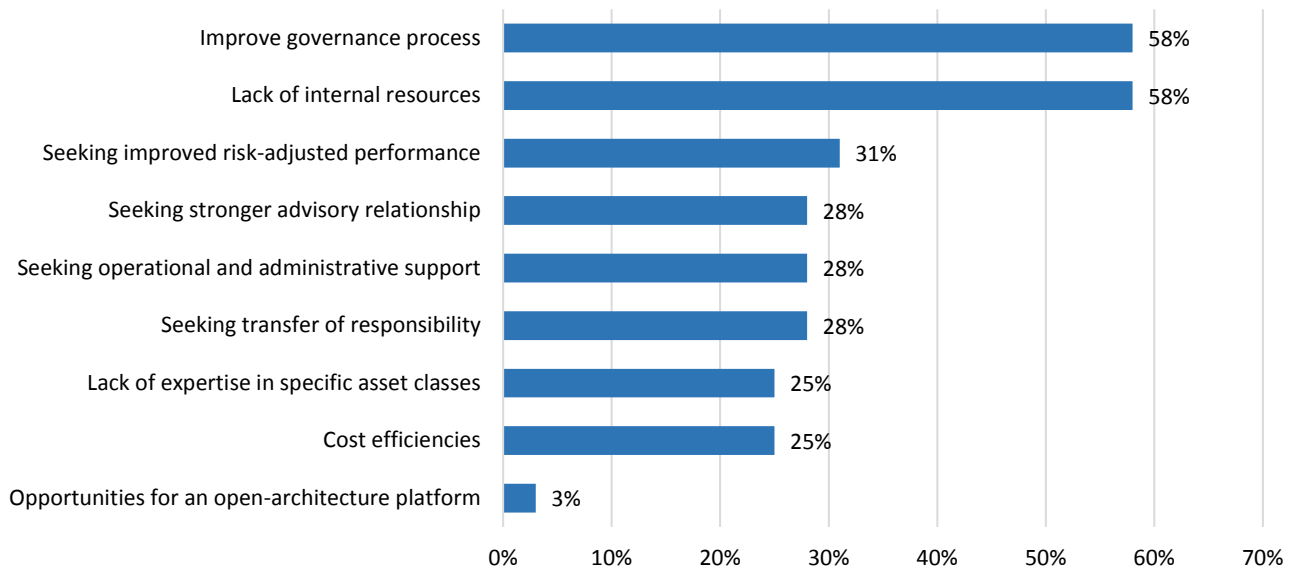 Improve governance process 58%
Lack of internal resources 58%
Seeking improved risk-adjusted performance 31%
Seeking stronger advisory relationship 28%
Seeking operational and administrative support 28%
Seeking transfer of responsibility 28%
Lack of expertise in specific asset classes 25%
Cost efficiencies 25%
Opportunities for an open-architecture platform 3%
0% 10% 20% 30% 40% 50% 60% 70%